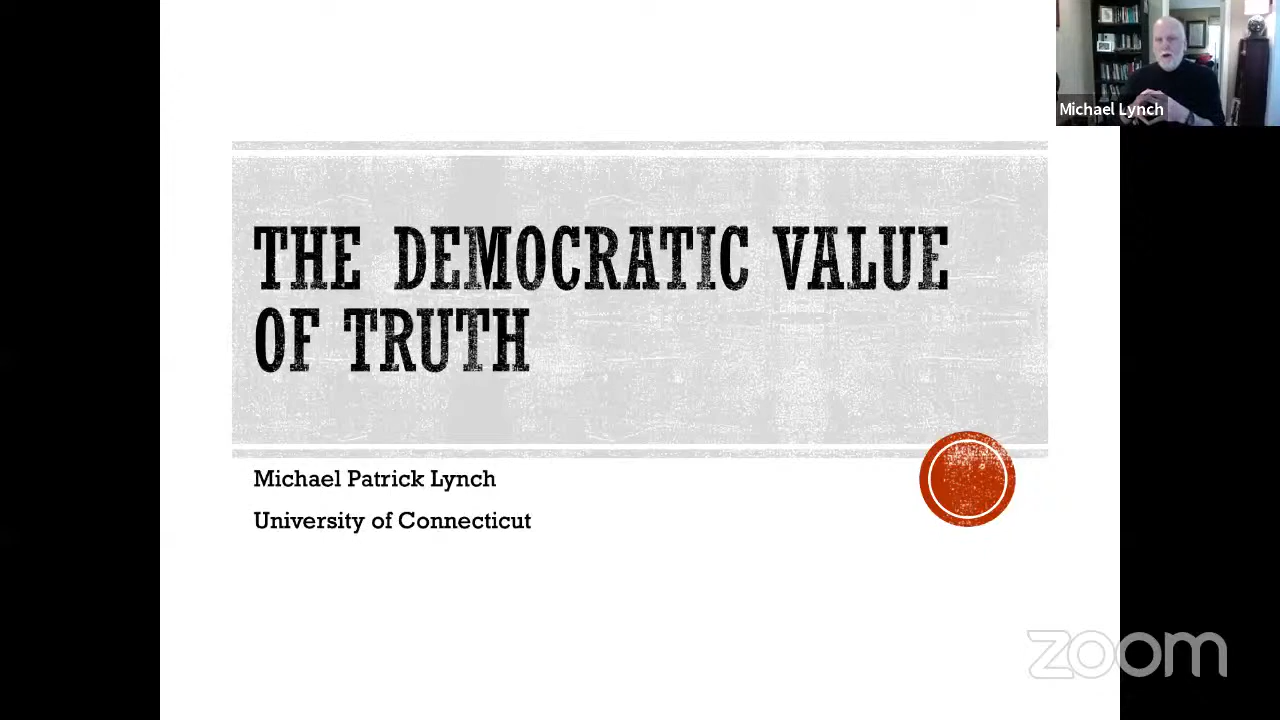 Michael Lynch
THE DEMOCRATIC VALUE
OF TRUTH
Michael Patrick Lynch
University of Connecticut
zoom